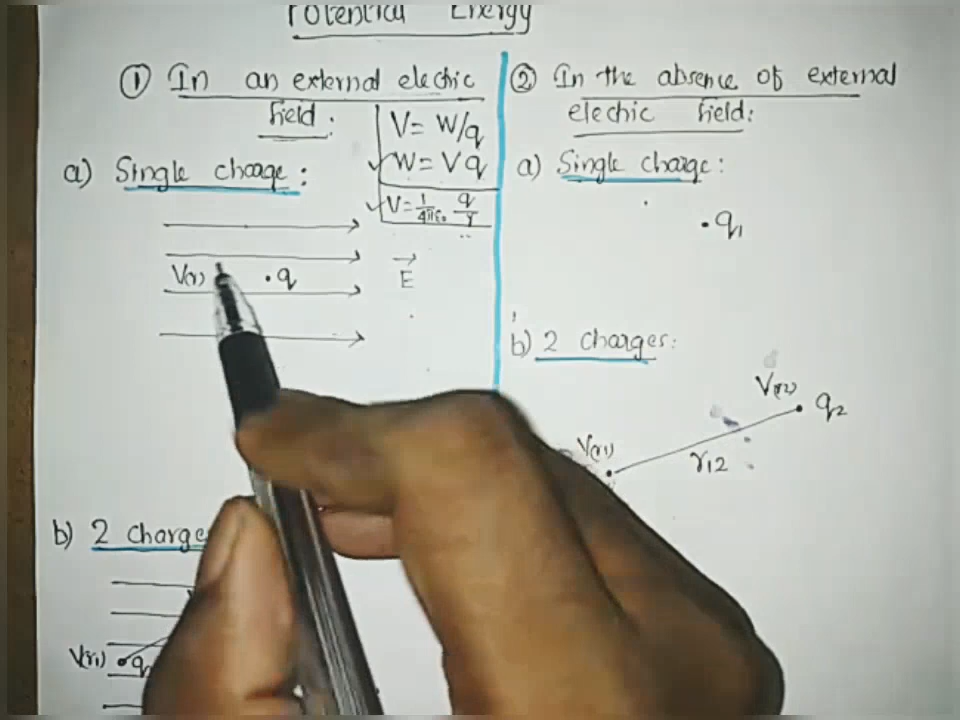 Potential Energy
① In an external electric field:
V = W/q
W = Vq
V = 1/4πε₀ · q/r
a) Single charge:
V(r) . q
E⃗
b) 2 charges
V(r1) q
② In the absence of external
electric field:
a) Single charge:
. q1
b) 2 charges:
V(r2) q2
V(r1) r12